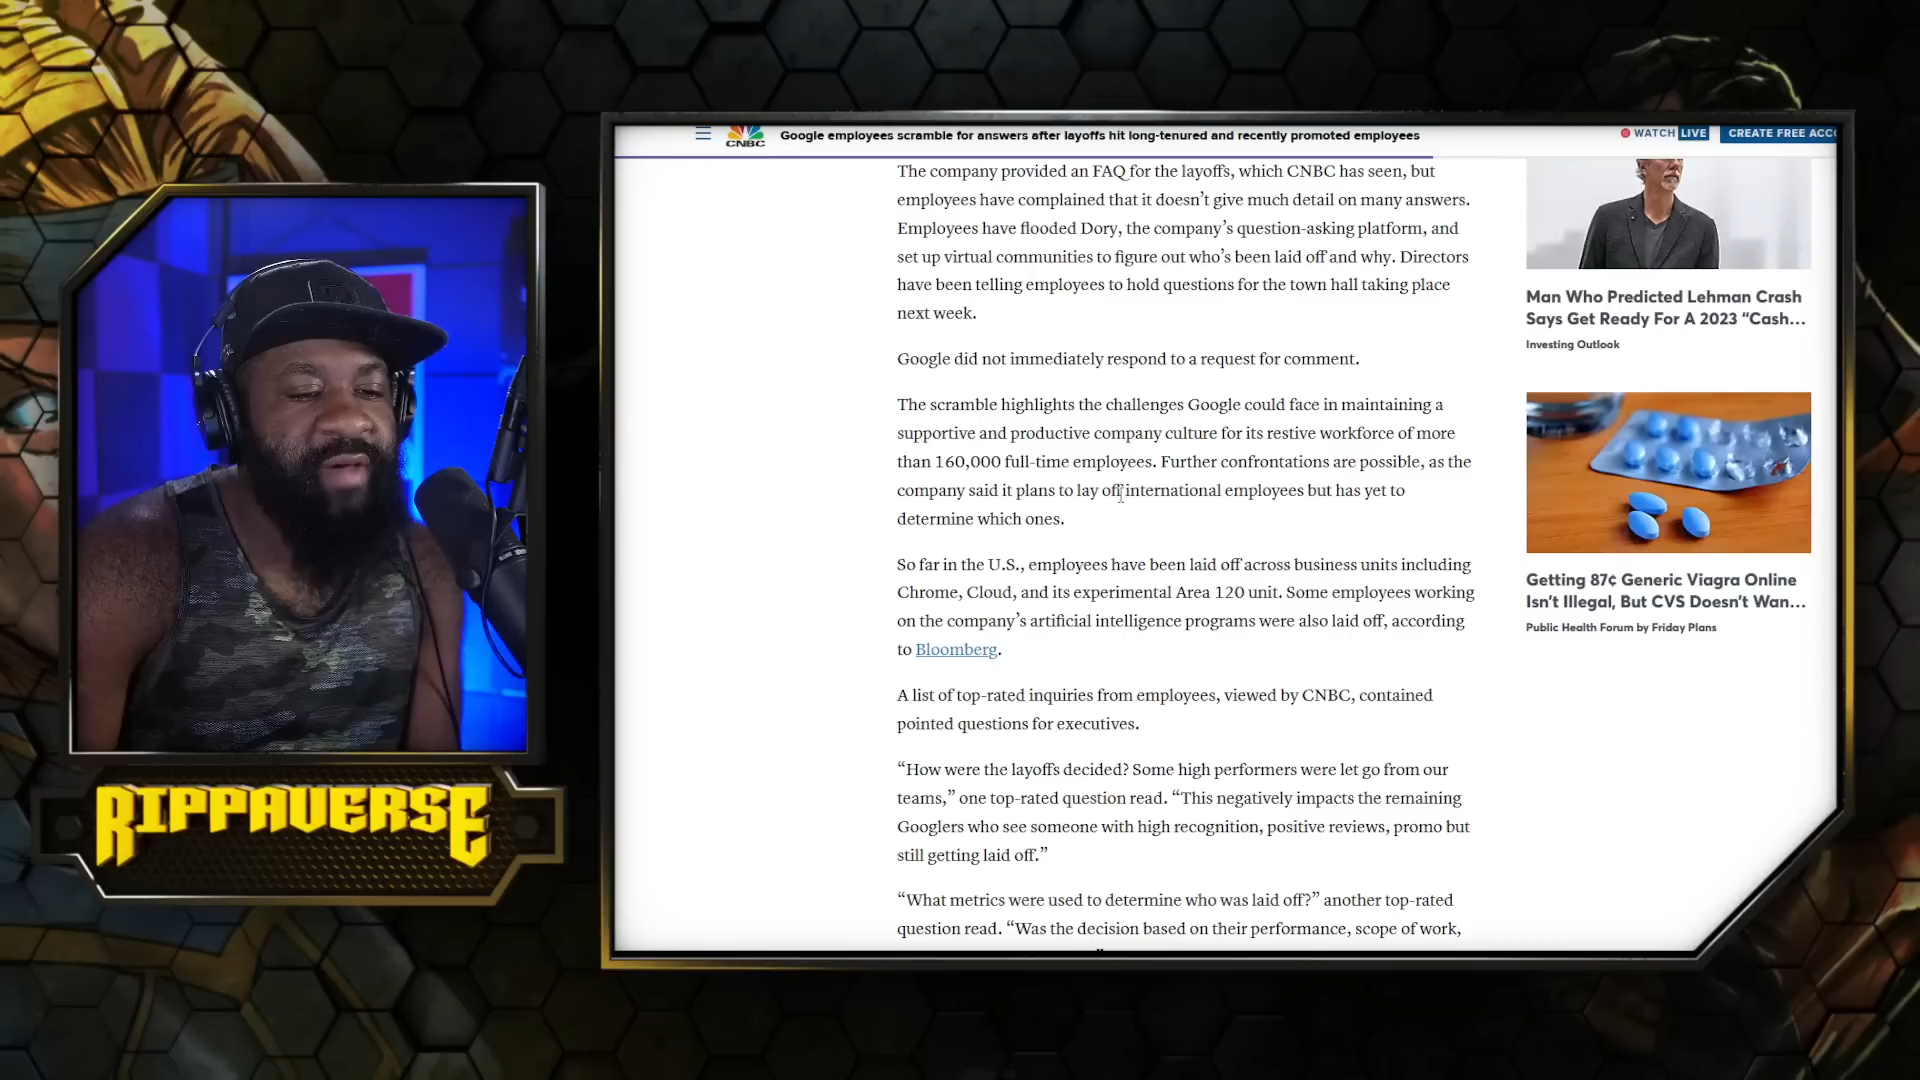 CNBC
Google employees scramble for answers after layoffs hit long-tenured and recently promoted employees
WATCH LIVE
CREATE FREE ACC
The company provided an FAQ for the layoffs, which CNBC has seen, but
employees have complained that it doesn’t give much detail on many answers.
Employees have flooded Dory, the company’s question-asking platform, and
set up virtual communities to figure out who’s been laid off and why. Directors
have been telling employees to hold questions for the town hall taking place
next week.
Google did not immediately respond to a request for comment.
The scramble highlights the challenges Google could face in maintaining a
supportive and productive company culture for its restive workforce of more
than 160,000 full-time employees. Further confrontations are possible, as the
company said it plans to lay off international employees but has yet to
determine which ones.
So far in the U.S., employees have been laid off across business units including
Chrome, Cloud, and its experimental Area 120 unit. Some employees working
on the company’s artificial intelligence programs were also laid off, according
to Bloomberg.
A list of top-rated inquiries from employees, viewed by CNBC, contained
pointed questions for executives.
“How were the layoffs decided? Some high performers were let go from our
teams,” one top-rated question read. “This negatively impacts the remaining
Googlers who see someone with high recognition, positive reviews, promo but
still getting laid off.”
“What metrics were used to determine who was laid off?” another top-rated
question read. “Was the decision based on their performance, scope of work,
Man Who Predicted Lehman Crash
Says Get Ready For A 2023 “Cash...
Investing Outlook
Getting 87¢ Generic Viagra Online
Isn’t Illegal, But CVS Doesn’t Wan...
Public Health Forum by Friday Plans
RIPPAVERSE